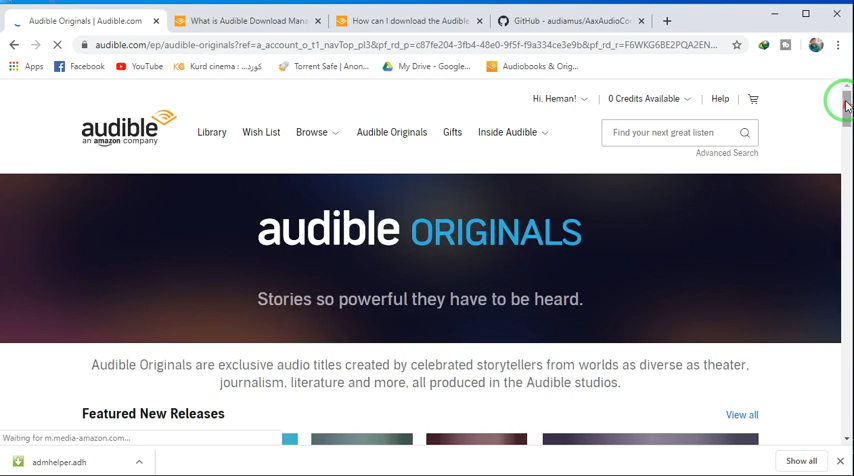 Audible Originals | Audible.com
What is Audible Download Mana
How can I download the Audible
GitHub - audiamus/AaxAudioCo
audible.com/ep/audible-originals?ref=a_account_o_t1_navTop_pl3&pf_rd_p=c87fe204-3fb4-48e0-9f5f-f9a334ce3e9b&pf_rd_r=F6WKG6BE2PQA2EN...
Apps
Facebook
YouTube
Kurd cinema : کورد...
Torrent Safe | Anon...
My Drive - Google...
Audiobooks & Orig...
Hi, Heman!
0 Credits Available
Help
audible
an amazon company
Library
Wish List
Browse
Audible Originals
Gifts
Inside Audible
Find your next great listen
Advanced Search
audible ORIGINALS
Stories so powerful they have to be heard.
Audible Originals are exclusive audio titles created by celebrated storytellers from worlds as diverse as theater,
journalism, literature and more, all produced in the Audible studios.
Featured New Releases
View all
Waiting for m.media-amazon.com...
admhelper.adh
Show all